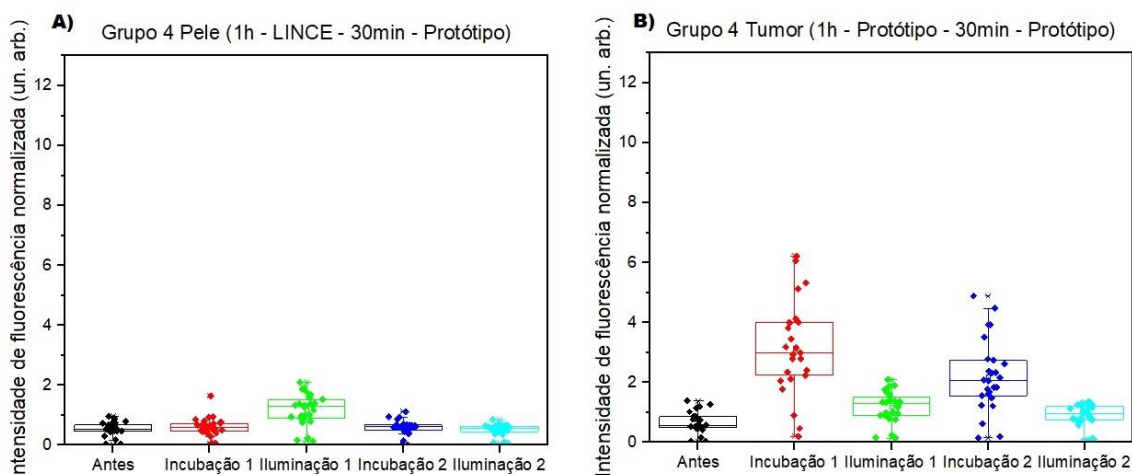 A)
Grupo 4 Pele (1h - LINCE - 30min - Protótipo)
Intensidade de fluorescência normalizada (un. arb.)
12
10
8
6
4
2
0
Antes
Incubação 1
Iluminação 1
Incubação 2
Iluminação 2
B)
Grupo 4 Tumor (1h - Protótipo - 30min - Protótipo)
Intensidade de fluorescência normalizada (un. arb.)
12
10
8
6
4
2
0
Antes
Incubação 1
Iluminação 1
Incubação 2
Iluminação 2